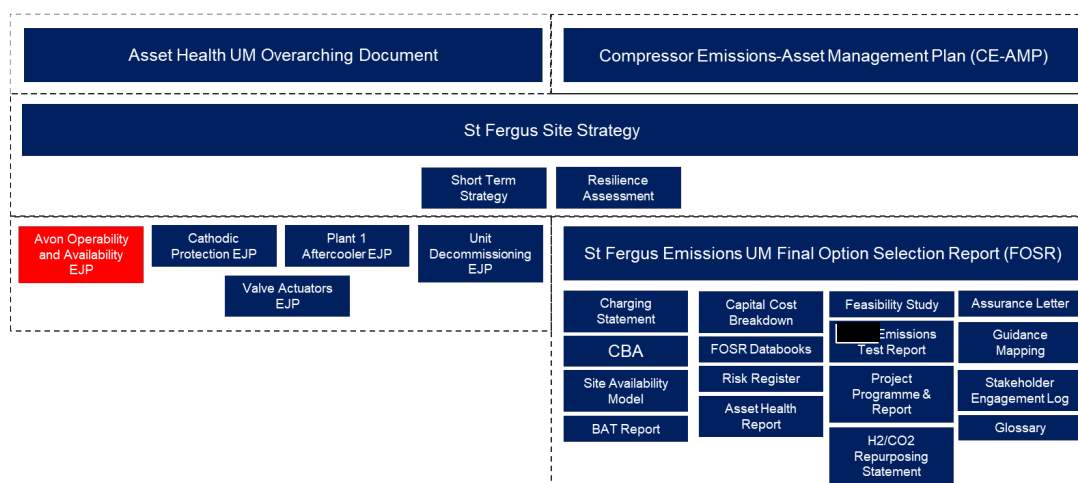 Asset Health UM Overarching Document
Compressor Emissions-Asset Management Plan (CE-AMP)
St Fergus Site Strategy
Short Term
Strategy
Resilience
Assessment
Avon Operability
and Availability
EJP
Cathodic
Protection EJP
Plant 1
Aftercooler EJP
Unit
Decommissioning
EJP
Valve Actuators
EJP
St Fergus Emissions UM Final Option Selection Report (FOSR)
Charging
Statement
CBA
Site Availability
Model
BAT Report
Capital Cost
Breakdown
FOSR Databooks
Risk Register
Asset Health
Report
Feasibility Study
Emissions
Test Report
Project
Programme &
Report
H2/CO2
Repurposing
Statement
Assurance Letter
Guidance
Mapping
Stakeholder
Engagement Log
Glossary